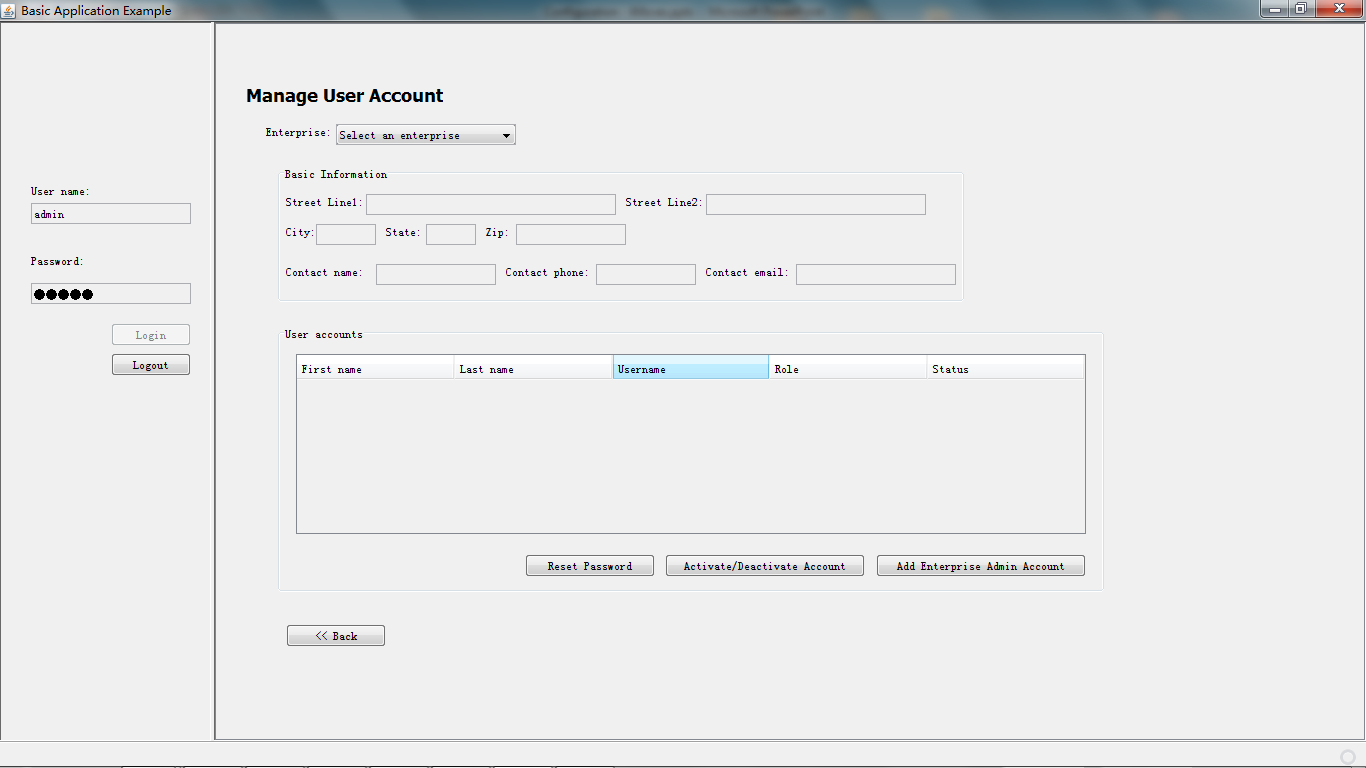 Basic Application Example
Manage User Account
Enterprise: Select an enterprise
Basic Information
Street Line1: Street Line2:
City: State: Zip:
Contact name: Contact phone: Contact email:
User name:
admin
Password:
Login
Logout
User accounts
First name Last name Username Role Status
Reset Password Activate/Deactivate Account Add Enterprise Admin Account
<< Back